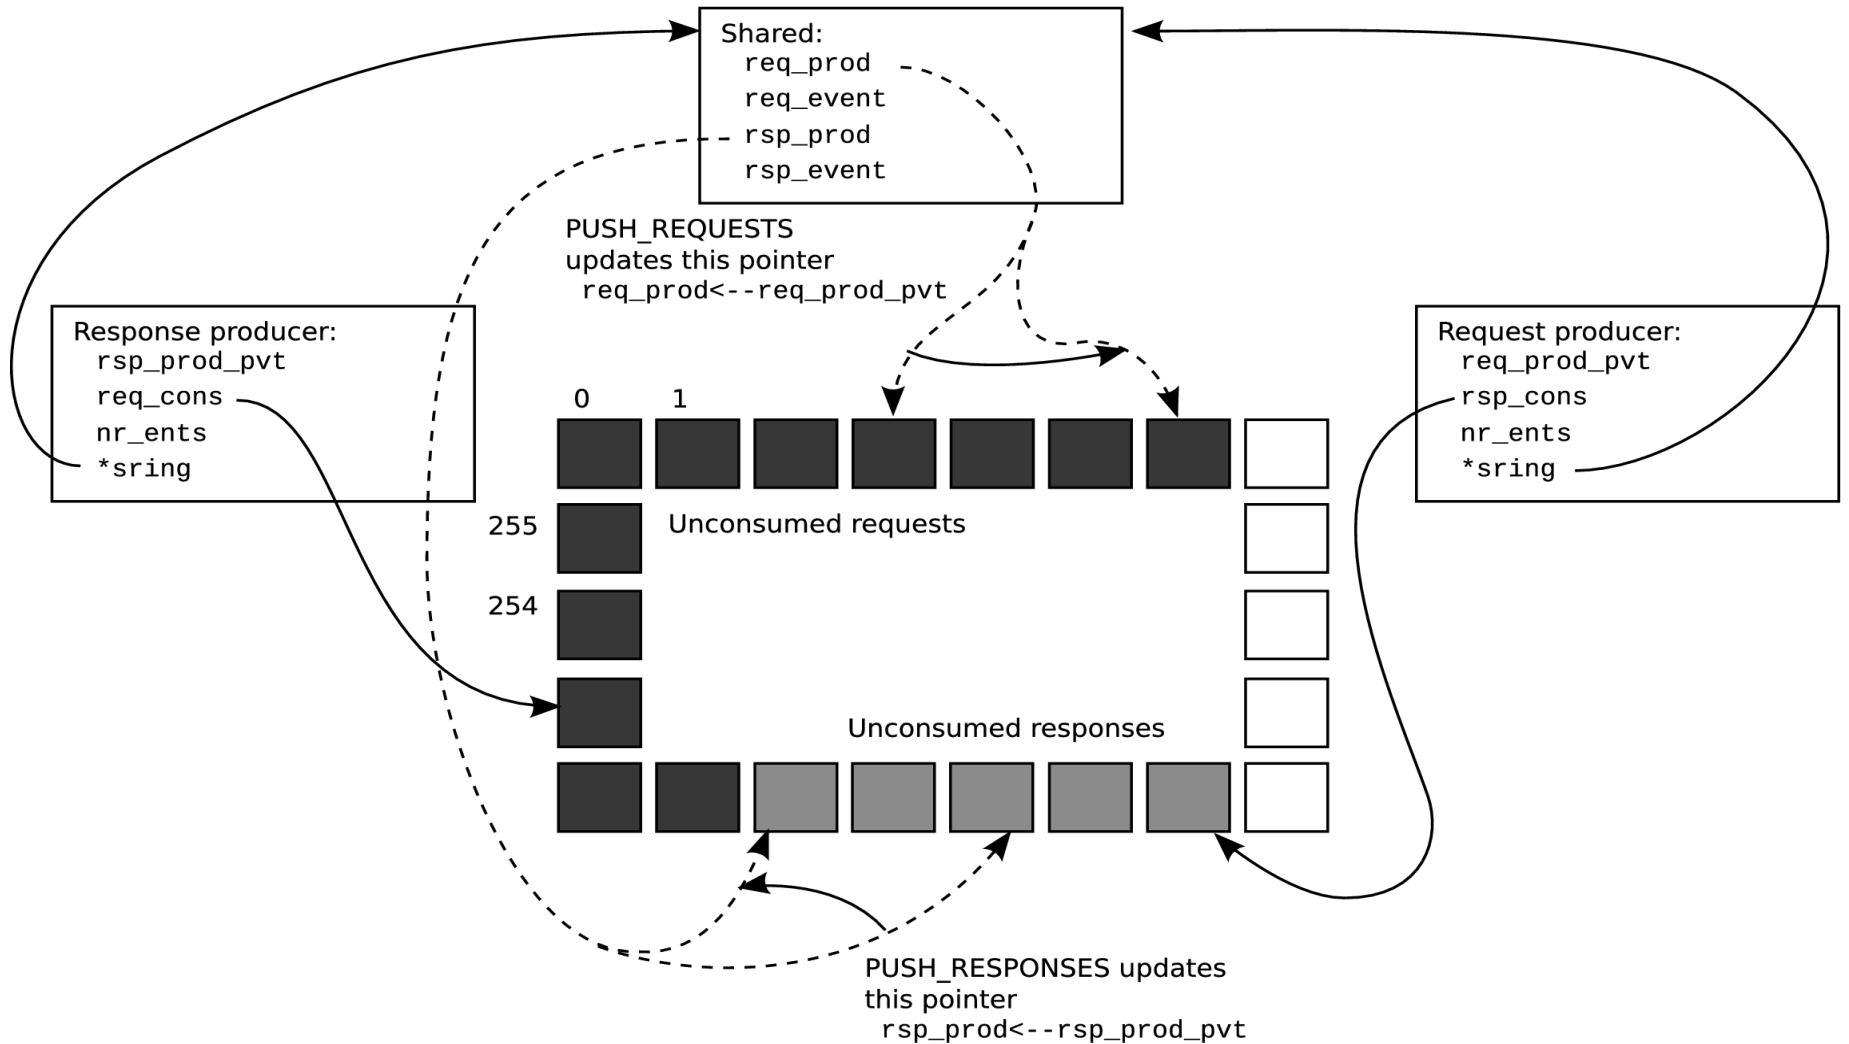 Shared:
req_prod
req_event
rsp_prod
rsp_event
PUSH_REQUESTS
updates this pointer
req_prod<--req_prod_pvt
Response producer:
rsp_prod_pvt
req_cons
nr_ents
*sring
Request producer:
req_prod_pvt
rsp_cons
nr_ents
*sring
0 1
255
Unconsumed requests
254
Unconsumed responses
PUSH_RESPONSES updates
this pointer
rsp_prod<--rsp_prod_pvt